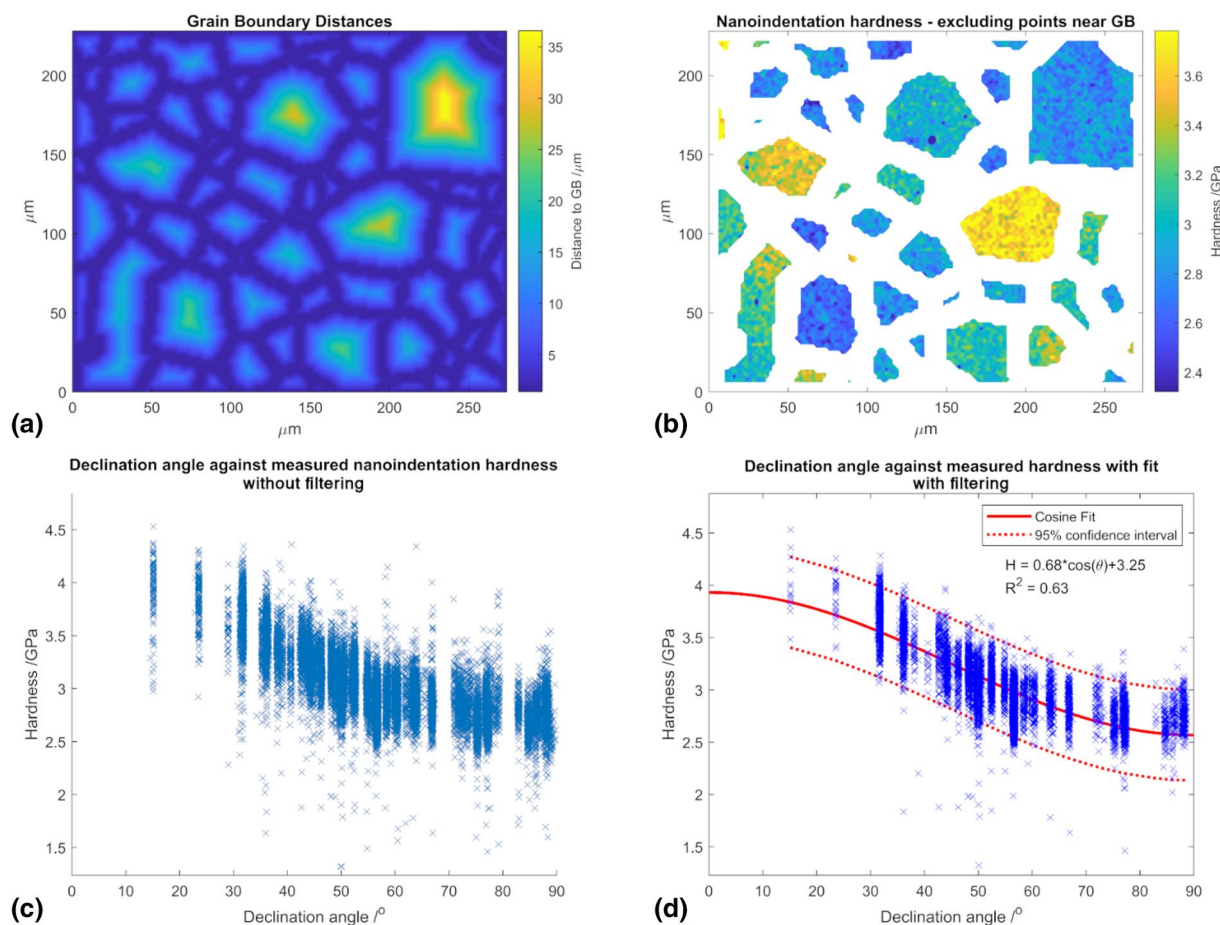 Grain Boundary Distances
200
150
100
50
0
μm
0
50
100
150
200
250
μm
35
30
25
20
15
10
5
Distance to GB /μm
(a)
Nanoindentation hardness - excluding points near GB
200
150
100
50
0
μm
0
50
100
150
200
250
μm
3.6
3.4
3.2
3
2.8
2.6
2.4
Hardness /GPa
(b)
Declination angle against measured nanoindentation hardness
without filtering
4.5
4
3.5
3
2.5
2
1.5
Hardness /GPa
0
10
20
30
40
50
60
70
80
90
Declination angle /°
(c)
Declination angle against measured hardness with fit
with filtering
Cosine Fit
95% confidence interval
H = 0.68*cos(θ)+3.25
R² = 0.63
4.5
4
3.5
3
2.5
2
1.5
Hardness /GPa
0
10
20
30
40
50
60
70
80
90
Declination angle /°
(d)